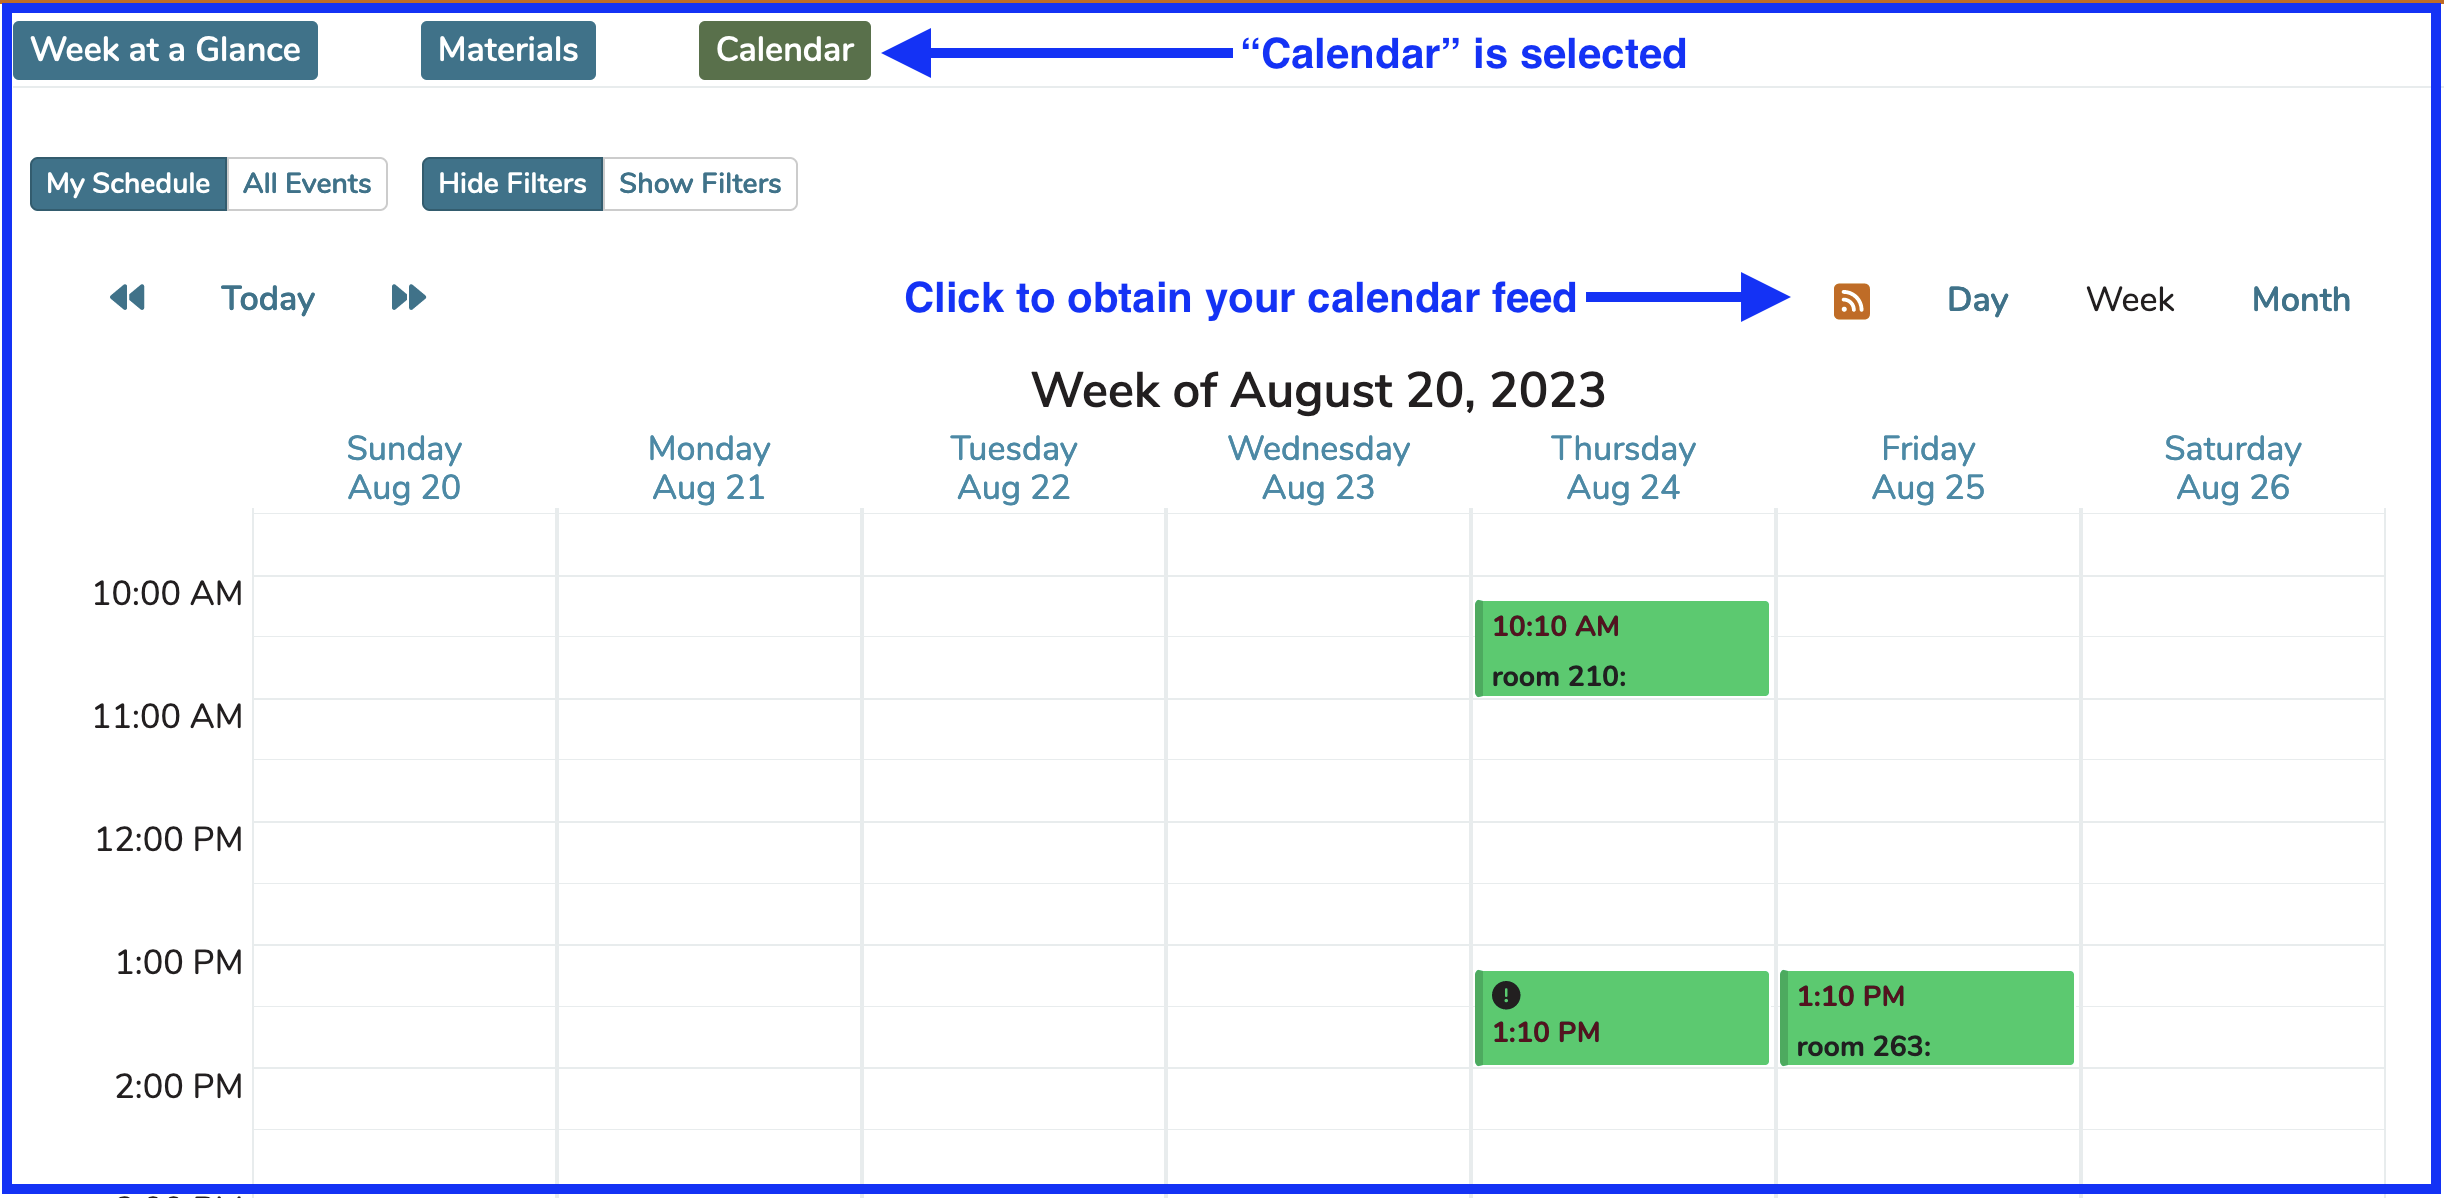 Week at a Glance Materials Calendar “Calendar” is selected
My Schedule All Events Hide Filters Show Filters
Today Click to obtain your calendar feed Day Week Month
Week of August 20, 2023
Sunday Monday Tuesday Wednesday Thursday Friday Saturday
Aug 20 Aug 21 Aug 22 Aug 23 Aug 24 Aug 25 Aug 26
10:00 AM
10:10 AM
room 210:
11:00 AM
12:00 PM
1:00 PM
1:10 PM
room 263:
1:10 PM
2:00 PM